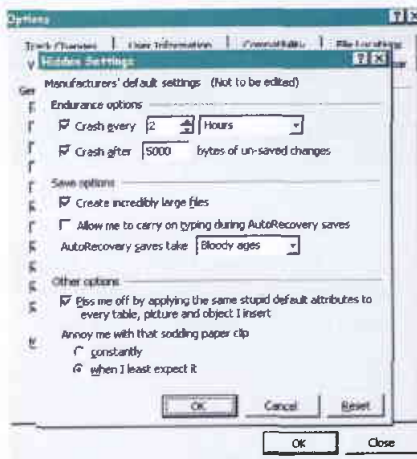 Options
Track Changes User Information Compatibility File Locations
Hidden Settings
Manufacturers' default settings (Not to be edited)
Endurance options
Crash every 2 Hours
Crash after 5000 bytes of un-saved changes
Save options
Create incredibly large files
Allow me to carry on typing during AutoRecovery saves
AutoRecovery saves take Bloody ages
Other options
Piss me off by applying the same stupid default attributes to
every table, picture and object I insert
Annoy me with that sodding paper clip
constantly
when I least expect it
OK Cancel Reset
OK Close